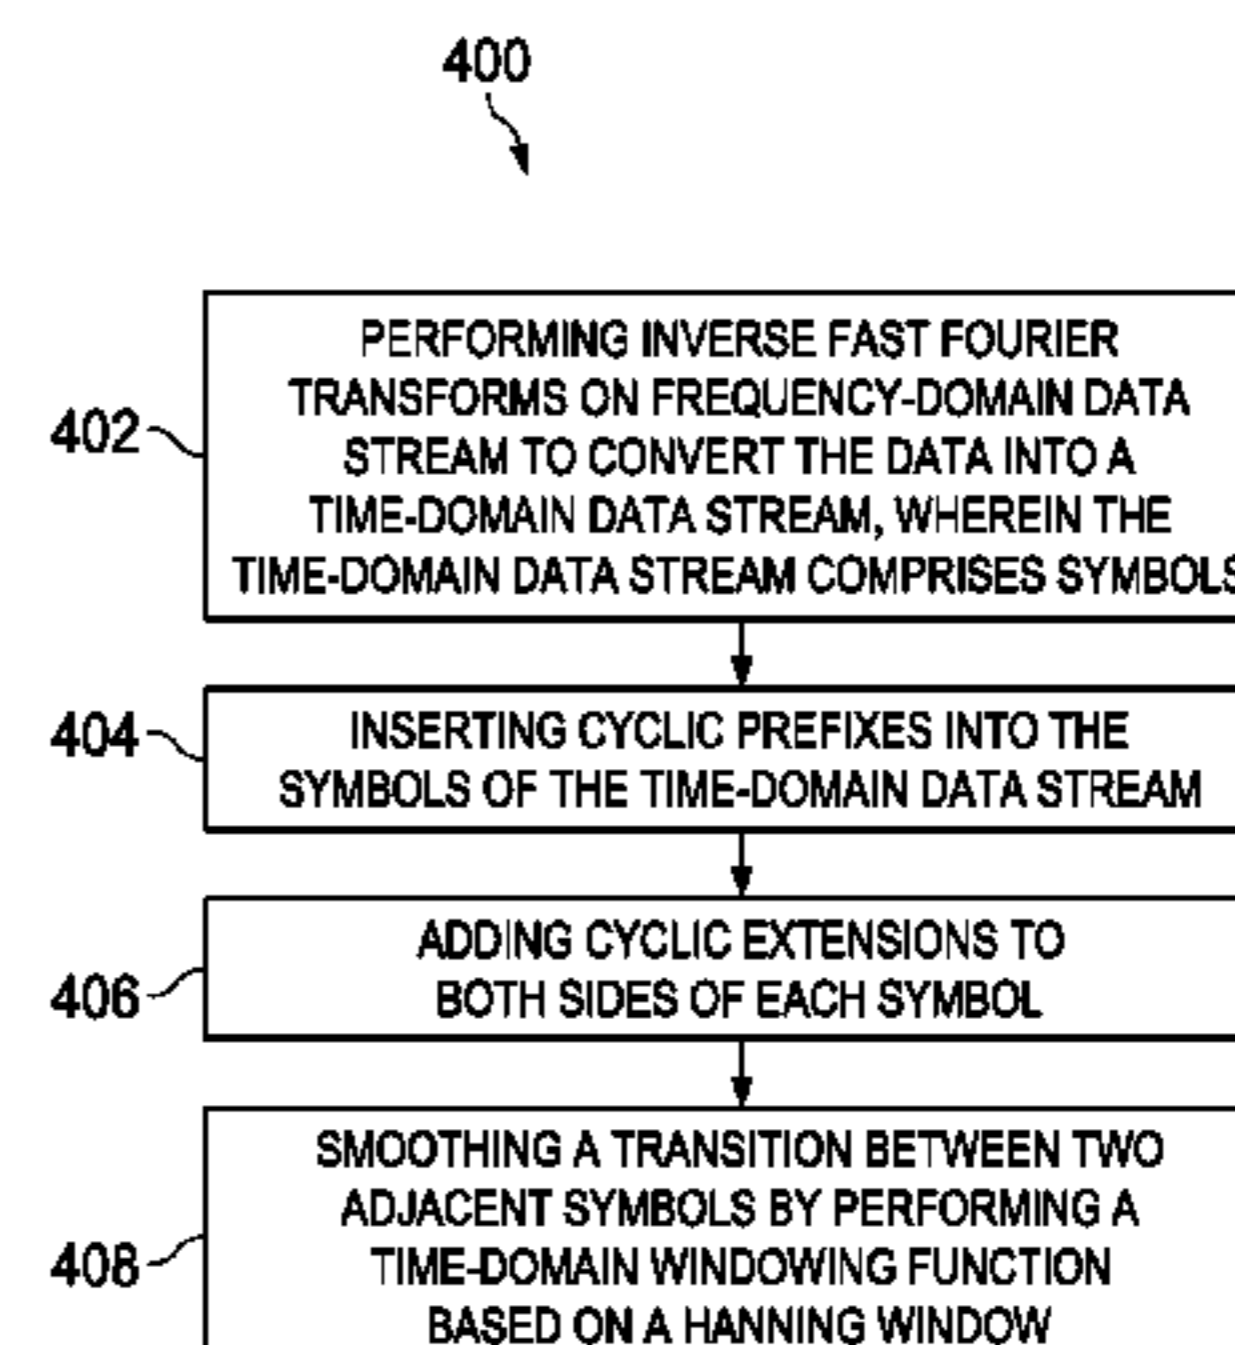 400
402
PERFORMING INVERSE FAST FOURIER
TRANSFORMS ON FREQUENCY-DOMAIN DATA
STREAM TO CONVERT THE DATA INTO A
TIME-DOMAIN DATA STREAM, WHEREIN THE
TIME-DOMAIN DATA STREAM COMPRISES SYMBOLS
404
INSERTING CYCLIC PREFIXES INTO THE
SYMBOLS OF THE TIME-DOMAIN DATA STREAM
406
ADDING CYCLIC EXTENSIONS TO
BOTH SIDES OF EACH SYMBOL
408
SMOOTHING A TRANSITION BETWEEN TWO
ADJACENT SYMBOLS BY PERFORMING A
TIME-DOMAIN WINDOWING FUNCTION
BASED ON A HANNING WINDOW